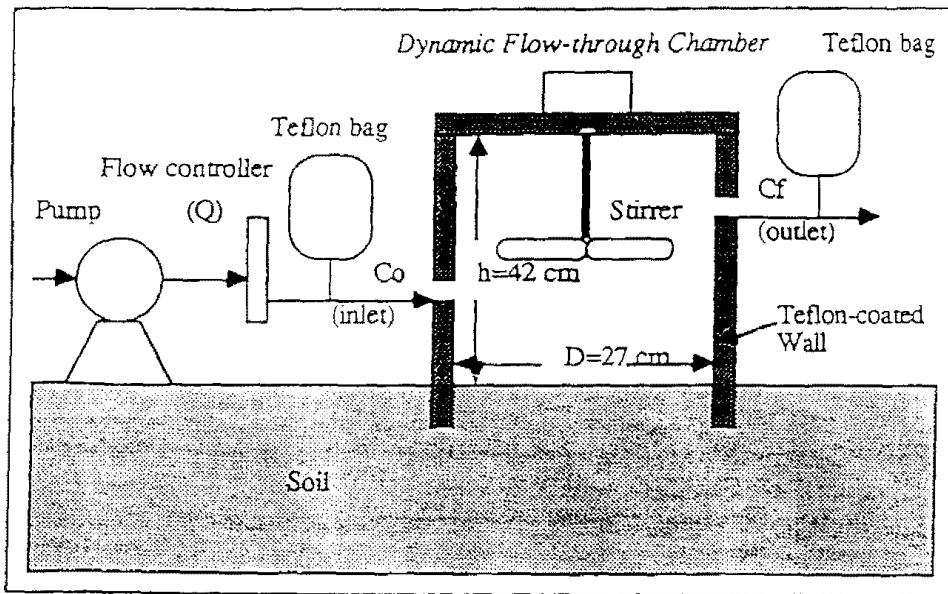 Dynamic Flow-through Chamber
Teflon bag
Teflon bag
Flow controller
(Q)
Pump
Co
(inlet)
h=42 cm
Stirrer
Cf
(outlet)
D=27 cm
Teflon-coated
Wall
Soil